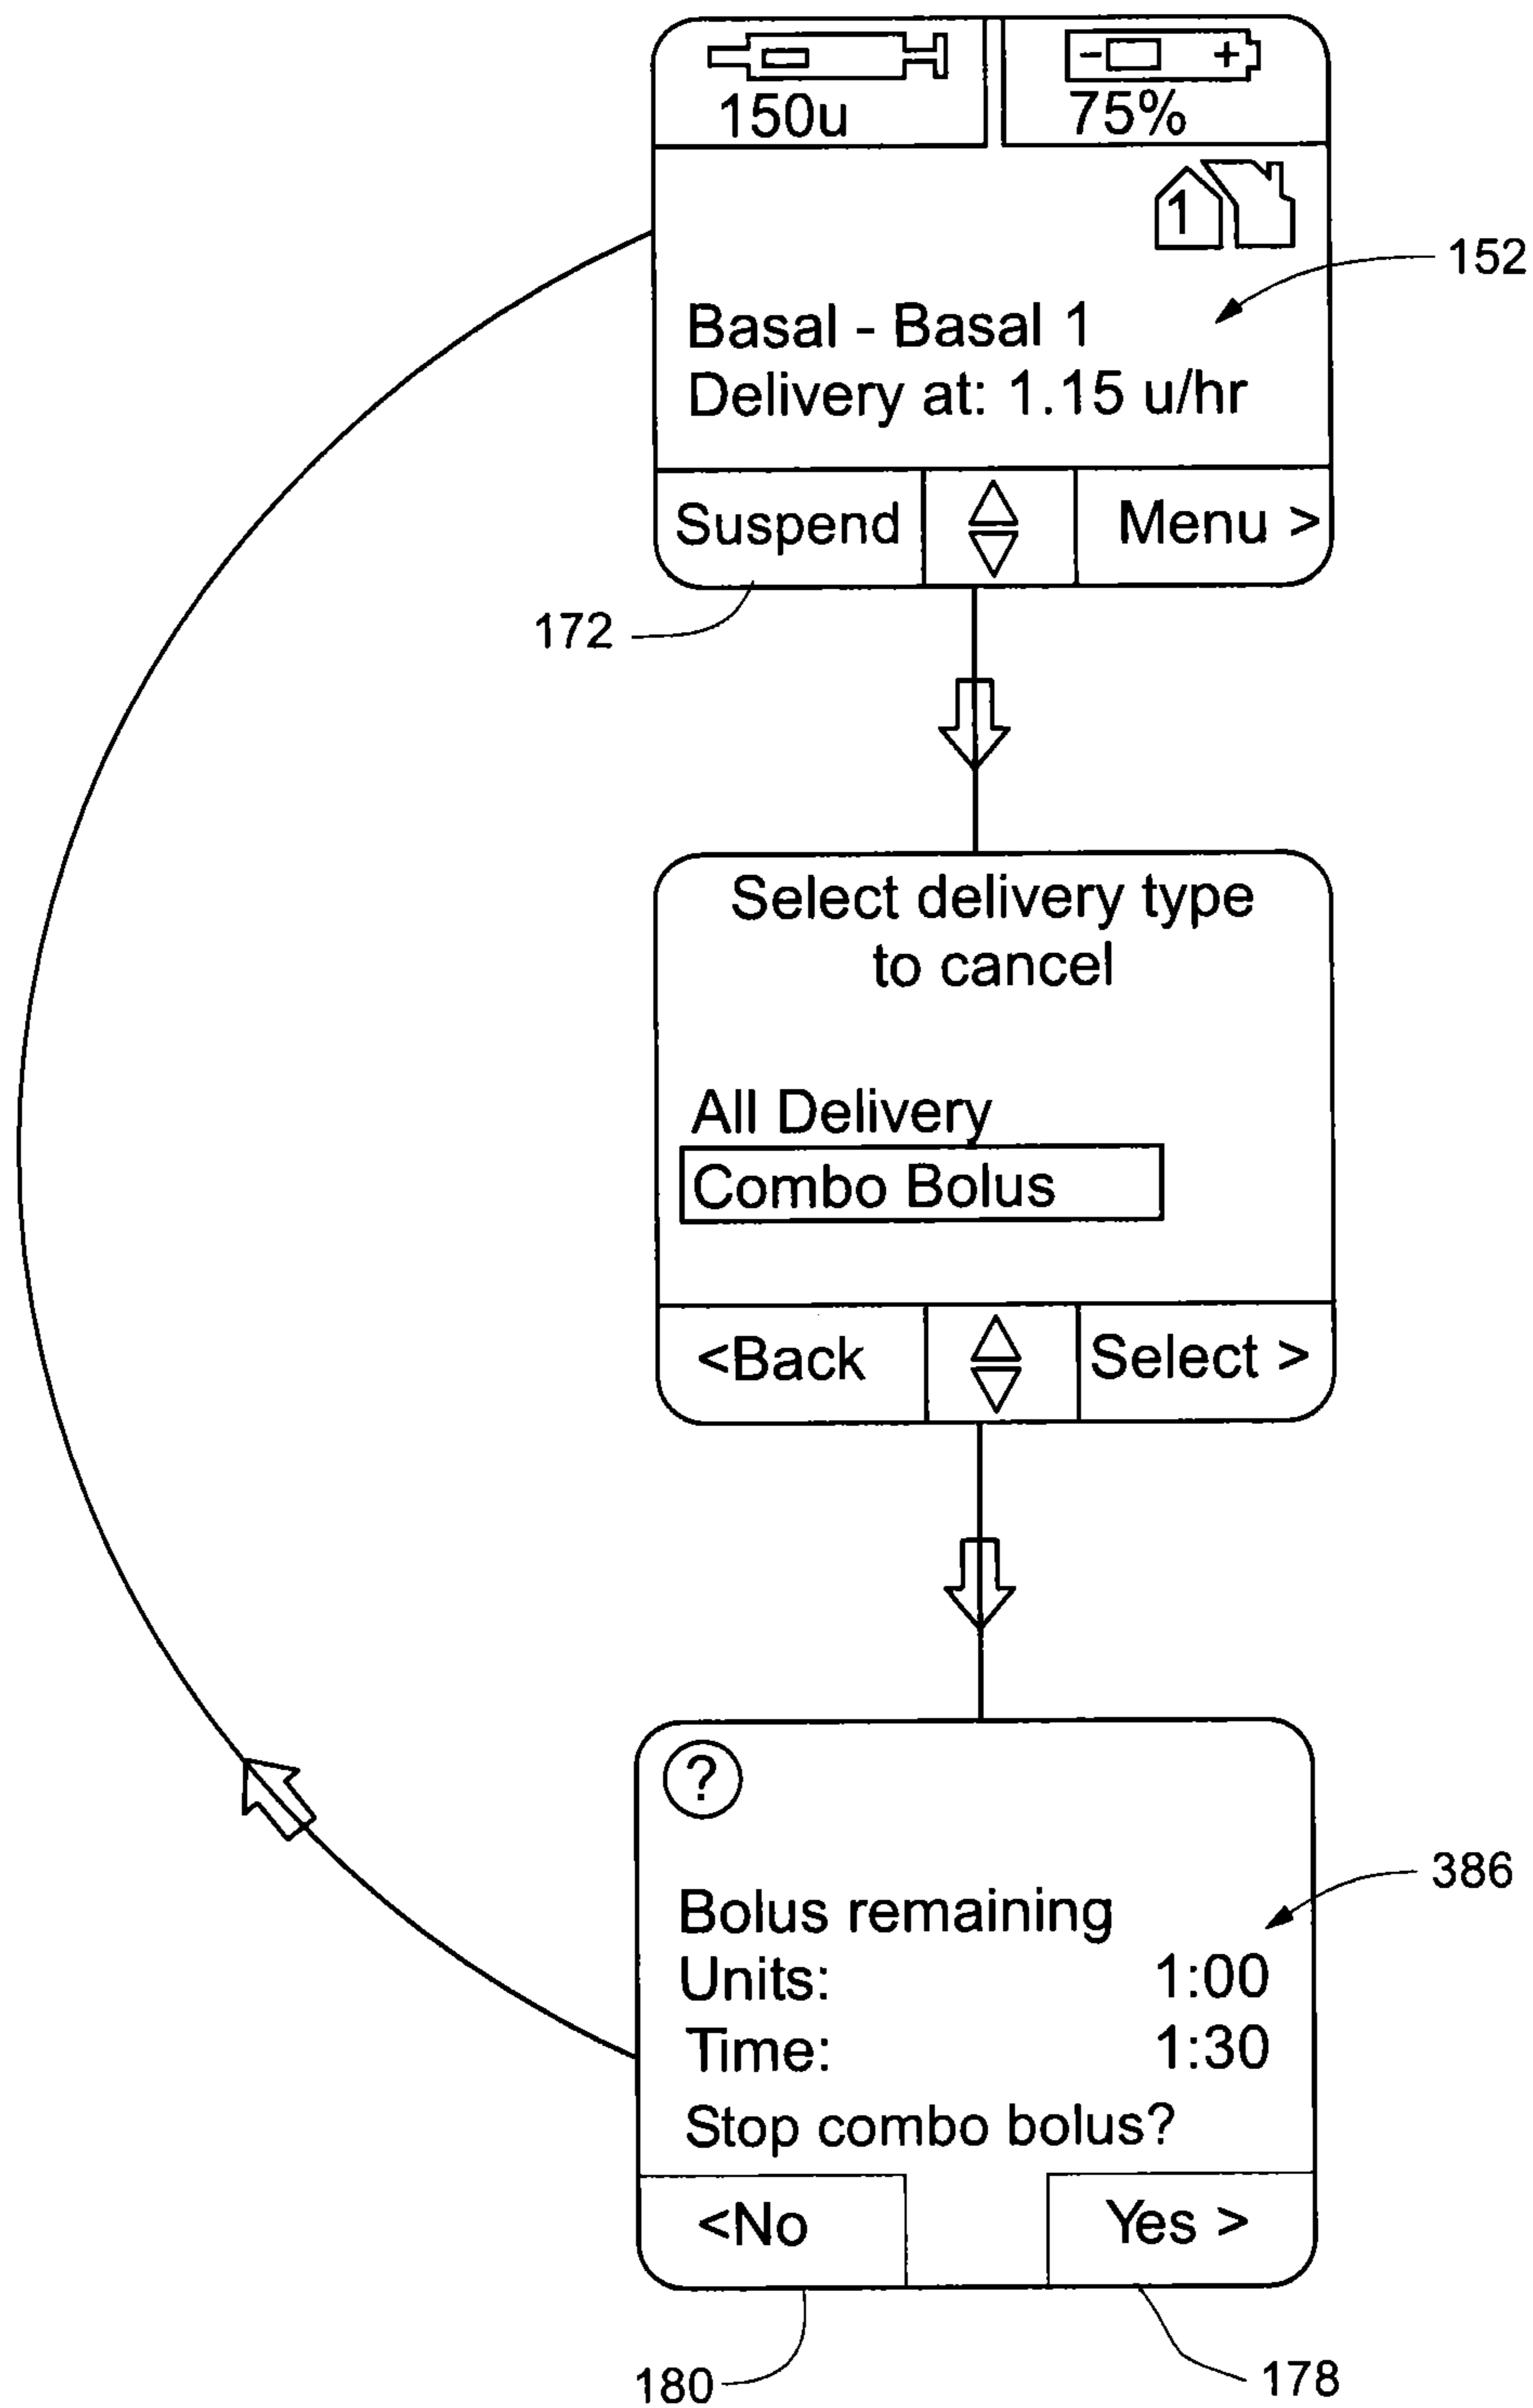 150u
- +
75%
1
152
Basal - Basal 1
Delivery at: 1.15 u/hr
Suspend
Menu >
172
Select delivery type
to cancel
All Delivery
Combo Bolus
<Back
Select >
?
386
Bolus remaining
Units: 1:00
Time: 1:30
Stop combo bolus?
<No
Yes >
180
178